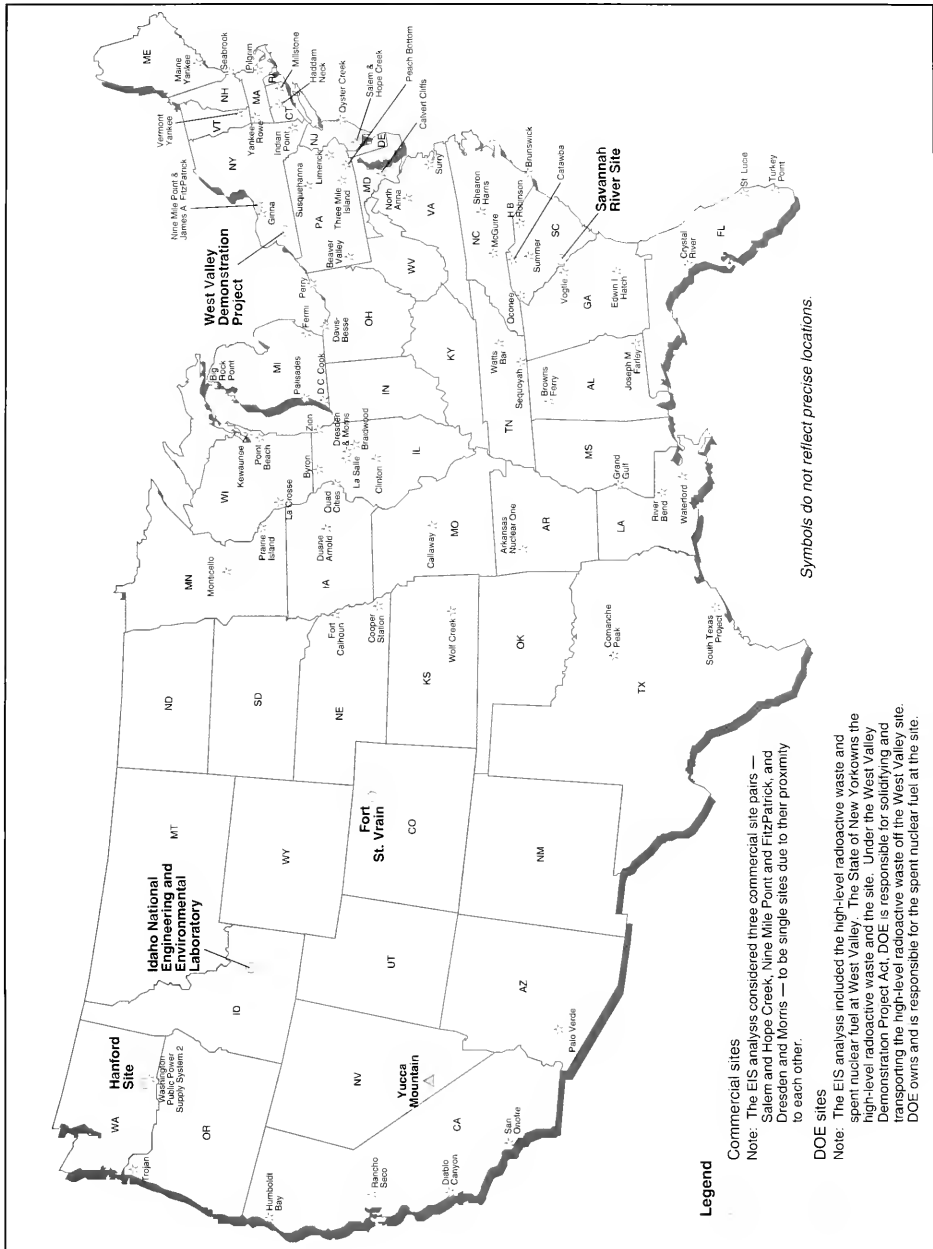 ME
Maine
Yankee
Seabrook
Pilgrim
Millstone
Haddam
Neck
Vermont
Yankee
NH
VT
MA
RI
CT
Yankee
Rowe
NY
Indian
Point
NJ
Oyster Creek
Salem &
Hope Creek
Peach Bottom
Calvert Cliffs
DE
MD
Nine Mile Point &
James A. FitzPatrick
Ginna
Susquehanna
Limerick
PA
Three Mile
Island
Beaver
Valley
West Valley
Demonstration
Project
North
Anna
Surry
VA
WV
Perry
Fermi
Davis-
Besse
OH
Big
Rock
Point
MI
Palisades
D C Cook
IN
KY
NC
Shearon
Harris
McGuire
H B
Robinson
Brunswick
Catawba
SC
Summer
Oconee
Savannah
River Site
Vogtle
GA
Edwin I
Hatch
FL
Crystal
River
St Lucie
Turkey
Point
TN
Watts
Bar
Sequoyah
Browns
Ferry
AL
Joseph M
Farley
MS
Grand
Gulf
WI
Kewaunee
Point
Beach
La Crosse
Zion
Byron
Dresden
& Morris
Braidwood
La Salle
Quad
Cities
Clinton
IL
MN
Monticello
Prairie
Island
IA
Duane
Arnold
MO
Callaway
AR
Arkansas
Nuclear One
LA
River
Bend
Waterford
ND
SD
NE
Fort
Calhoun
Cooper
Station
KS
Wolf Creek
OK
TX
Comanche
Peak
South Texas
Project
MT
WY
CO
Fort
St. Vrain
NM
Idaho National
Engineering and
Environmental
Laboratory
ID
UT
AZ
Palo Verde
Hanford
Site
WA
Washington
Public Power
Supply System 2
Trojan
OR
NV
Yucca
Mountain
CA
Humboldt
Bay
Rancho
Seco
Diablo
Canyon
San
Onofre
Symbols do not reflect precise locations.
Legend
Commercial sites
Note: The EIS analysis considered three commercial site pairs —
Salem and Hope Creek, Nine Mile Point and FitzPatrick, and
Dresden and Morris — to be single sites due to their proximity
to each other.
DOE sites
Note: The EIS analysis included the high-level radioactive waste and
spent nuclear fuel at West Valley. The State of New Yorkowns the
high-level radioactive waste and the site. Under the West Valley
Demonstration Project Act, DOE is responsible for solidifying and
transporting the high-level radioactive waste off the West Valley site.
DOE owns and is responsible for the spent nuclear fuel at the site.